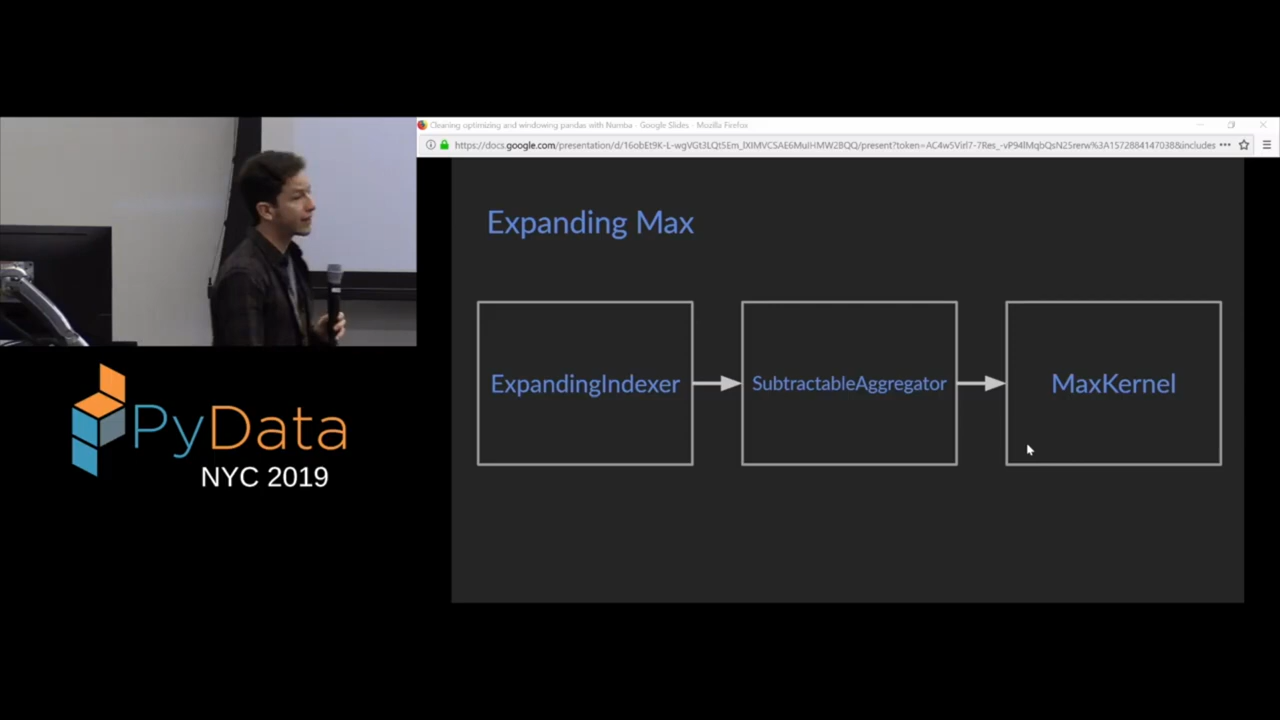 Cleaning optimizing and windowing pandas with Numba - Google Slides - Mozilla Firefox
Expanding Max
ExpandingIndexer
SubtractableAggregator
MaxKernel
PyData
NYC 2019